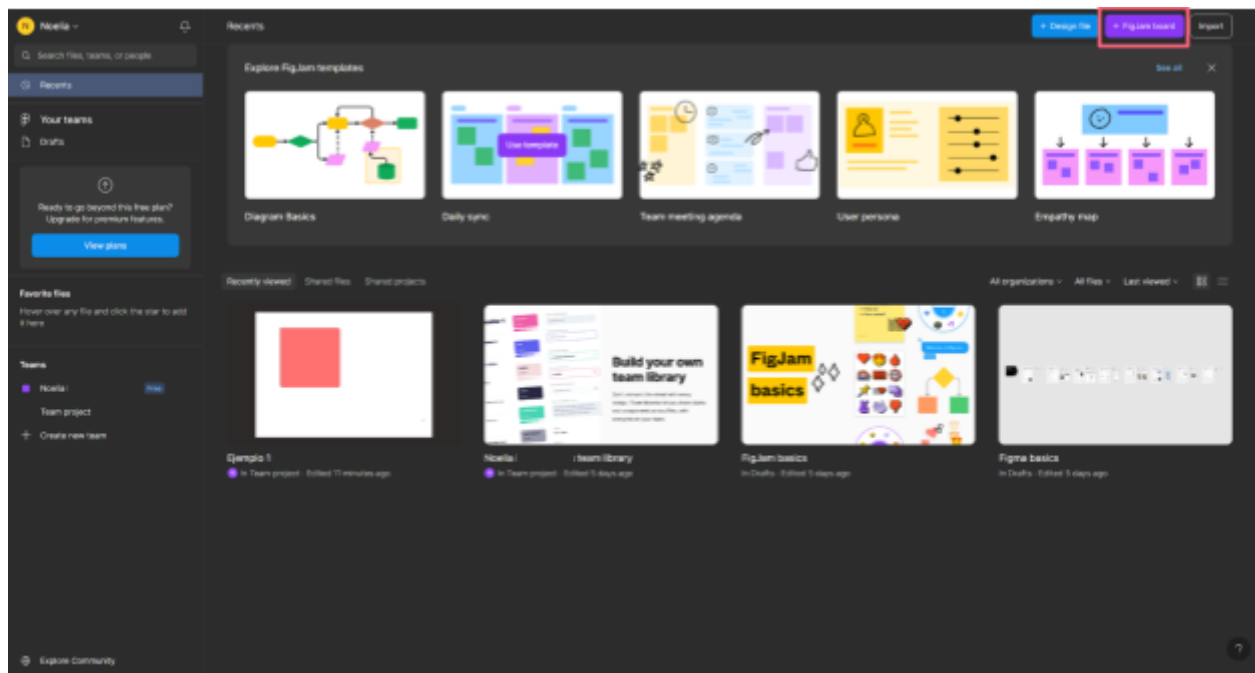 Noelia
Search files, teams, or people
Recents
Your teams
Drafts
Ready to go beyond this free plan?
Upgrade for premium features.
View plans
Favorite files
Hover over any file and click the star to add
it here
Teams
Noelia
Free
Team project
Create new team
Explore Community
Recents
+ Design file
+ FigJam board
Import
Explore FigJam templates
See all
Use template
Diagram Basics
Daily sync
Team meeting agenda
User persona
Empathy map
Recently viewed
Shared files
Shared projects
All organizations
All files
Last viewed
Build your own
team library
FigJam
basics
Ejemplo 1
In Team project · Edited 11 minutes ago
Noelia
team library
In Team project · Edited 5 days ago
FigJam basics
In Drafts · Edited 5 days ago
Figma basics
In Drafts · Edited 5 days ago
?